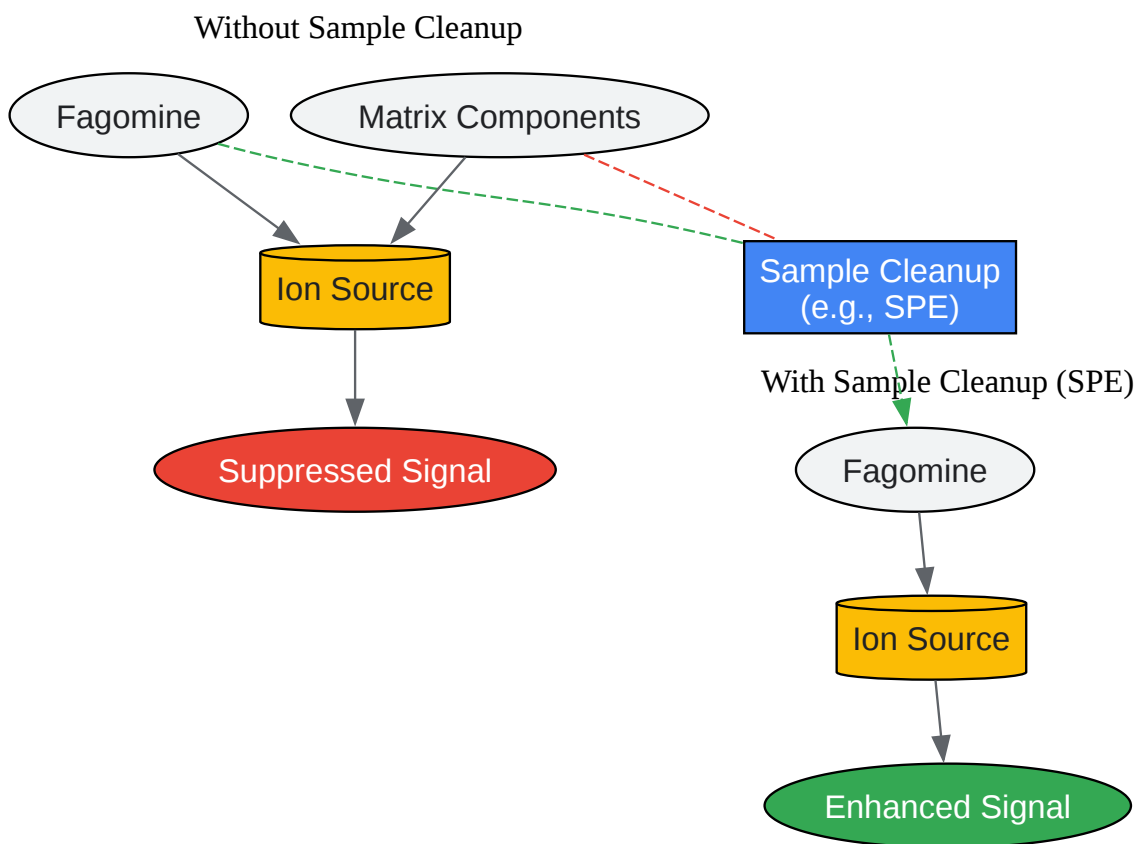 Without Sample Cleanup
Fagomine
Matrix Components
Ion Source
Sample Cleanup
(e.g., SPE)
With Sample Cleanup (SPE)
Suppressed Signal
Fagomine
Ion Source
Enhanced Signal